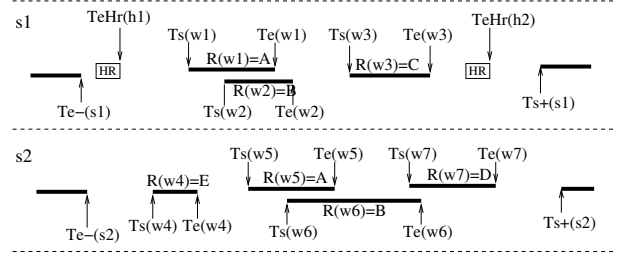 s1
TeHr(h1)
TeHr(h2)
Ts(w1)
Te(w1)
Ts(w3)
Te(w3)
HR
R(w1)=A
R(w3)=C
HR
R(w2)=B
Te−(s1)
Ts(w2)
Te(w2)
Ts+(s1)
s2
Ts(w5)
Te(w5)
Ts(w7)
Te(w7)
R(w4)=E
R(w5)=A
R(w7)=D
R(w6)=B
Te−(s2)
Ts(w4)
Te(w4)
Ts(w6)
Te(w6)
Ts+(s2)